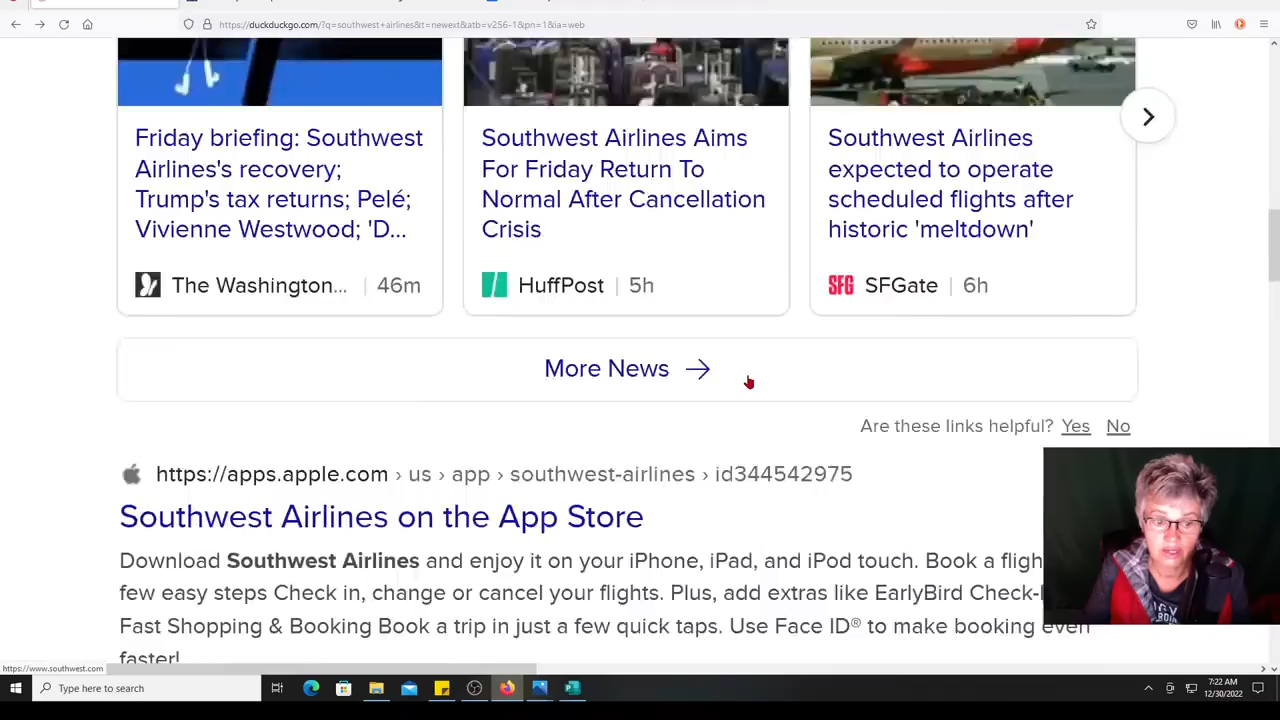 https://duckduckgo.com/?q=southwest+airlines&t=newext&atb=v256-1&pn=1&ia=web
Friday briefing: Southwest
Airlines's recovery;
Trump's tax returns; Pelé;
Vivienne Westwood; 'D...
The Washington... | 46m
Southwest Airlines Aims
For Friday Return To
Normal After Cancellation
Crisis
HuffPost | 5h
Southwest Airlines
expected to operate
scheduled flights after
historic 'meltdown'
SFG SFGate | 6h
More News →
Are these links helpful? Yes No
https://apps.apple.com › us › app › southwest-airlines › id344542975
Southwest Airlines on the App Store
Download Southwest Airlines and enjoy it on your iPhone, iPad, and iPod touch. Book a fligh
few easy steps Check in, change or cancel your flights. Plus, add extras like EarlyBird Check-
Fast Shopping & Booking Book a trip in just a few quick taps. Use Face ID® to make booking even
faster!
https://www.southwest.com
Type here to search
7:22 AM
12/30/2022